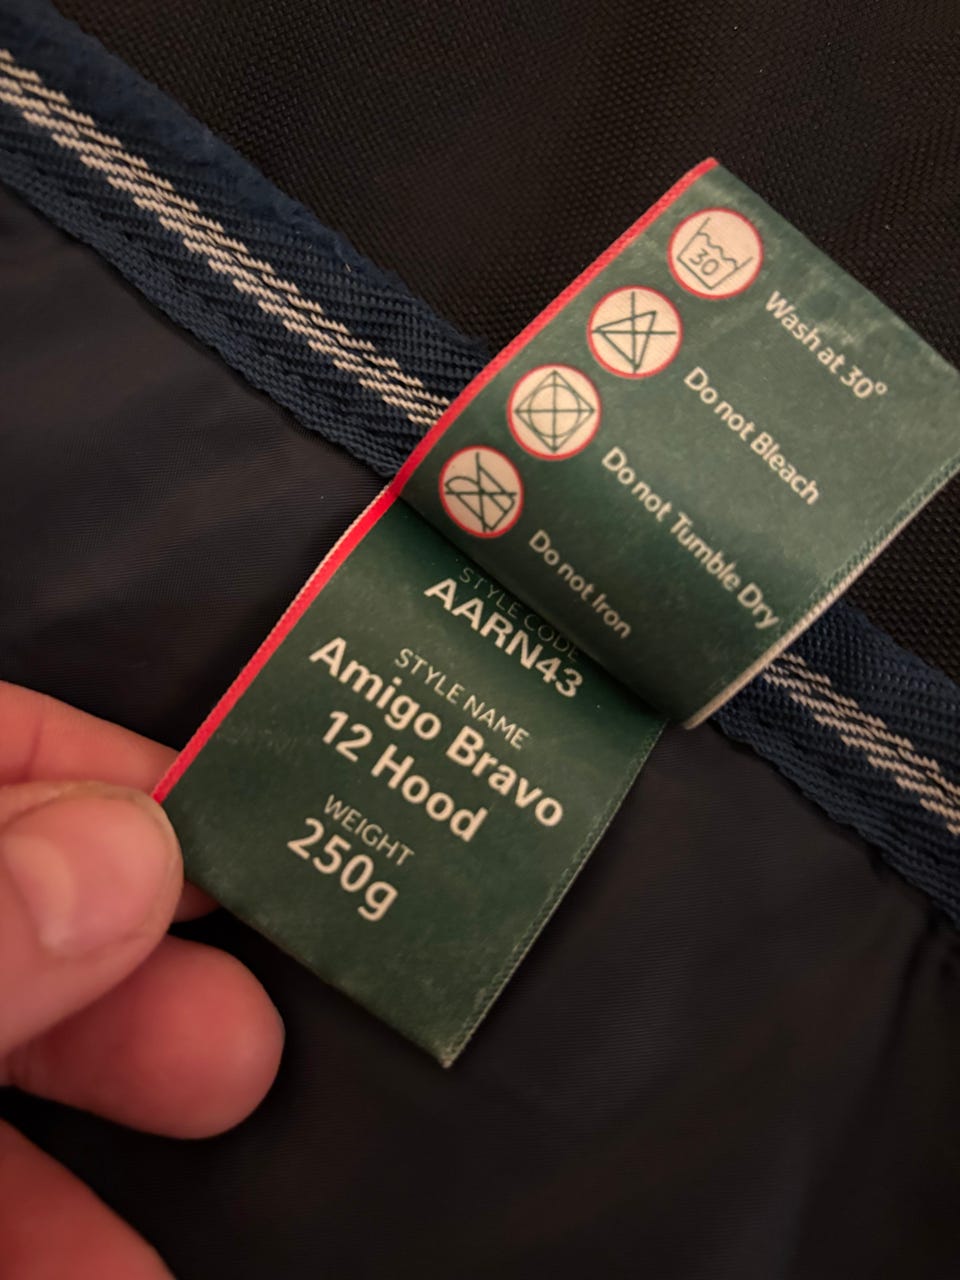 30
Wash at 30°
Do not Bleach
Do not Tumble Dry
Do not Iron
STYLE CODE
AARN43
STYLE NAME
Amigo Bravo
12 Hood
WEIGHT
250g